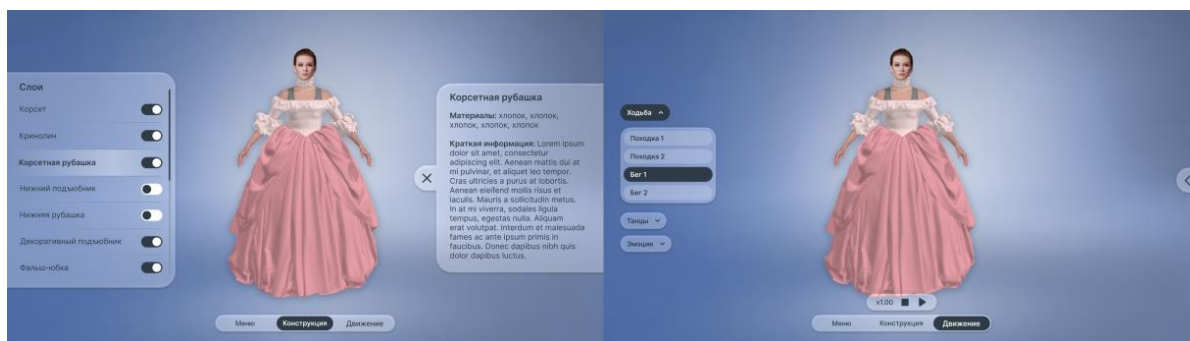 Слои
Корсет
Кринолин
Корсетная рубашка
Нижний подъюбник
Нижняя рубашка
Декоративный подъюбник
Фальш-юбка
Корсетная рубашка
Материалы: хлопок, хлопок,
хлопок, хлопок, хлопок
Краткая информация: Lorem ipsum
dolor sit amet, consectetur
adipiscing elit. Aenean mattis dui at
mi pulvinar, et aliquet leo tempor.
Cras ultricies a purus at lobortis.
Aenean eleifend mollis risus et
iaculis. Mauris a sollicitudin metus.
In at mi viverra, sodales ligula
tempus, egestas nulla. Aliquam
erat volutpat. Interdum et malesuada
fames ac ante ipsum primis in
faucibus. Donec dapibus nibh quis
dolor dapibus luctus.
Меню Конструкция Движение
Ходьба
Походка 1
Походка 2
Бег 1
Бег 2
Танцы
Эмоции
x1.00
Меню Конструкция Движение